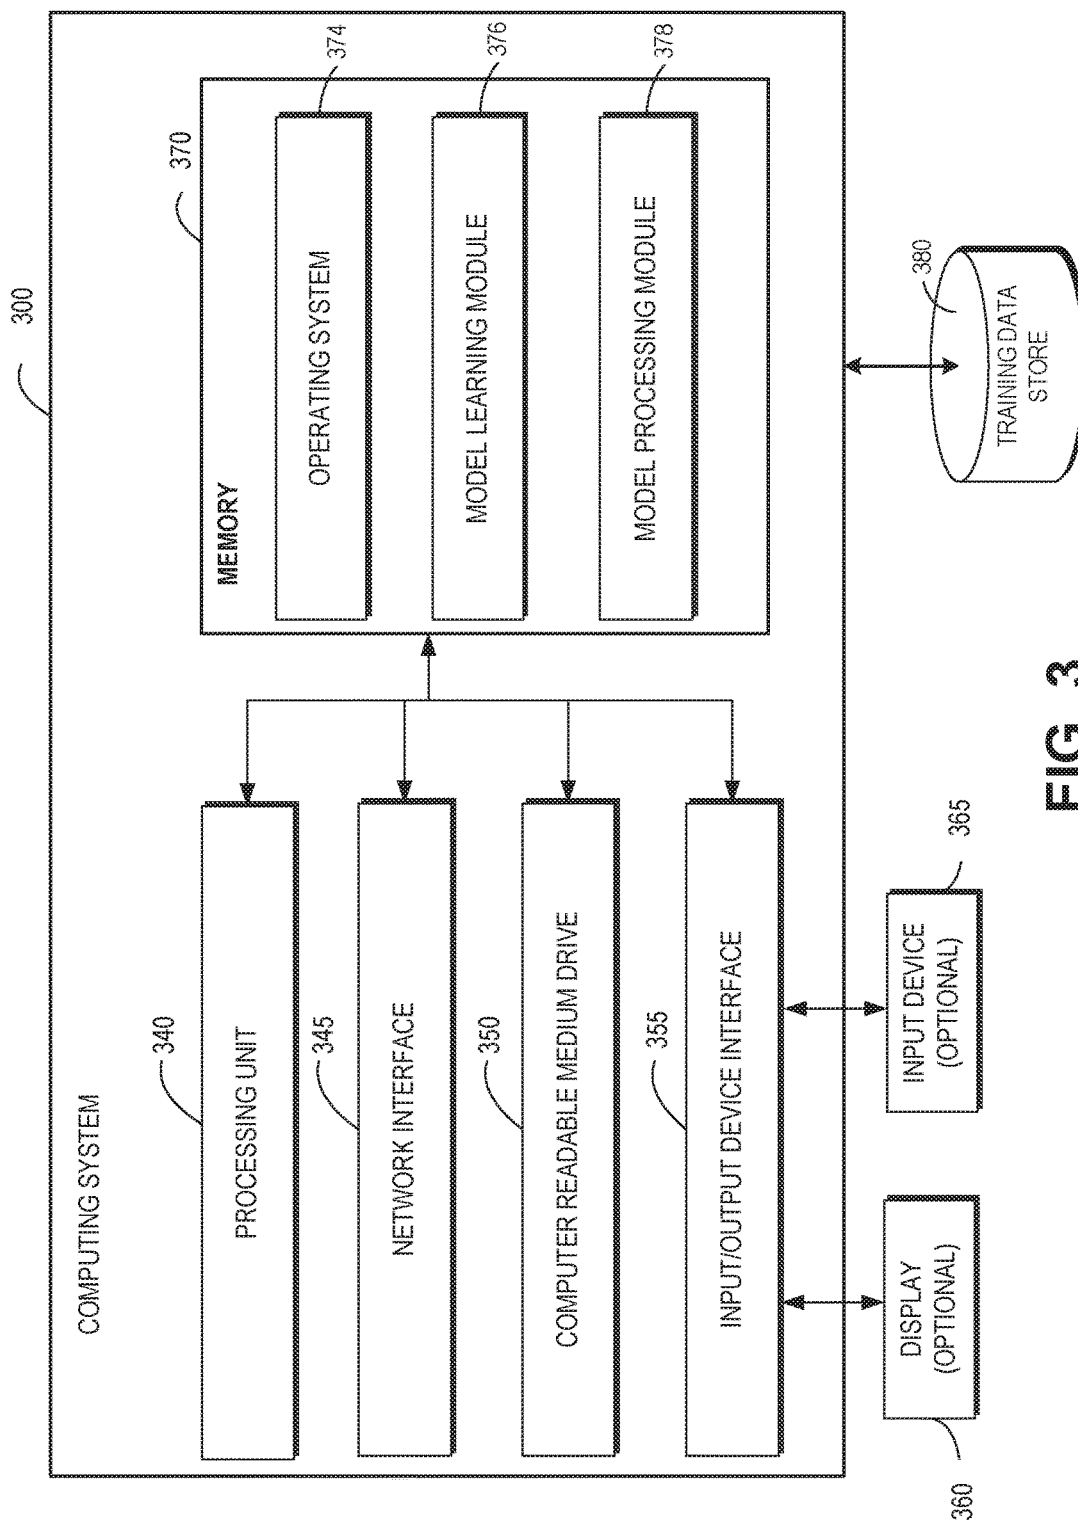 300
COMPUTING SYSTEM
340
PROCESSING UNIT
345
NETWORK INTERFACE
350
COMPUTER READABLE MEDIUM DRIVE
355
INPUT/OUTPUT DEVICE INTERFACE
370
MEMORY
374
OPERATING SYSTEM
376
MODEL LEARNING MODULE
378
MODEL PROCESSING MODULE
360
DISPLAY
(OPTIONAL)
365
INPUT DEVICE
(OPTIONAL)
380
TRAINING DATA
STORE
FIG. 3